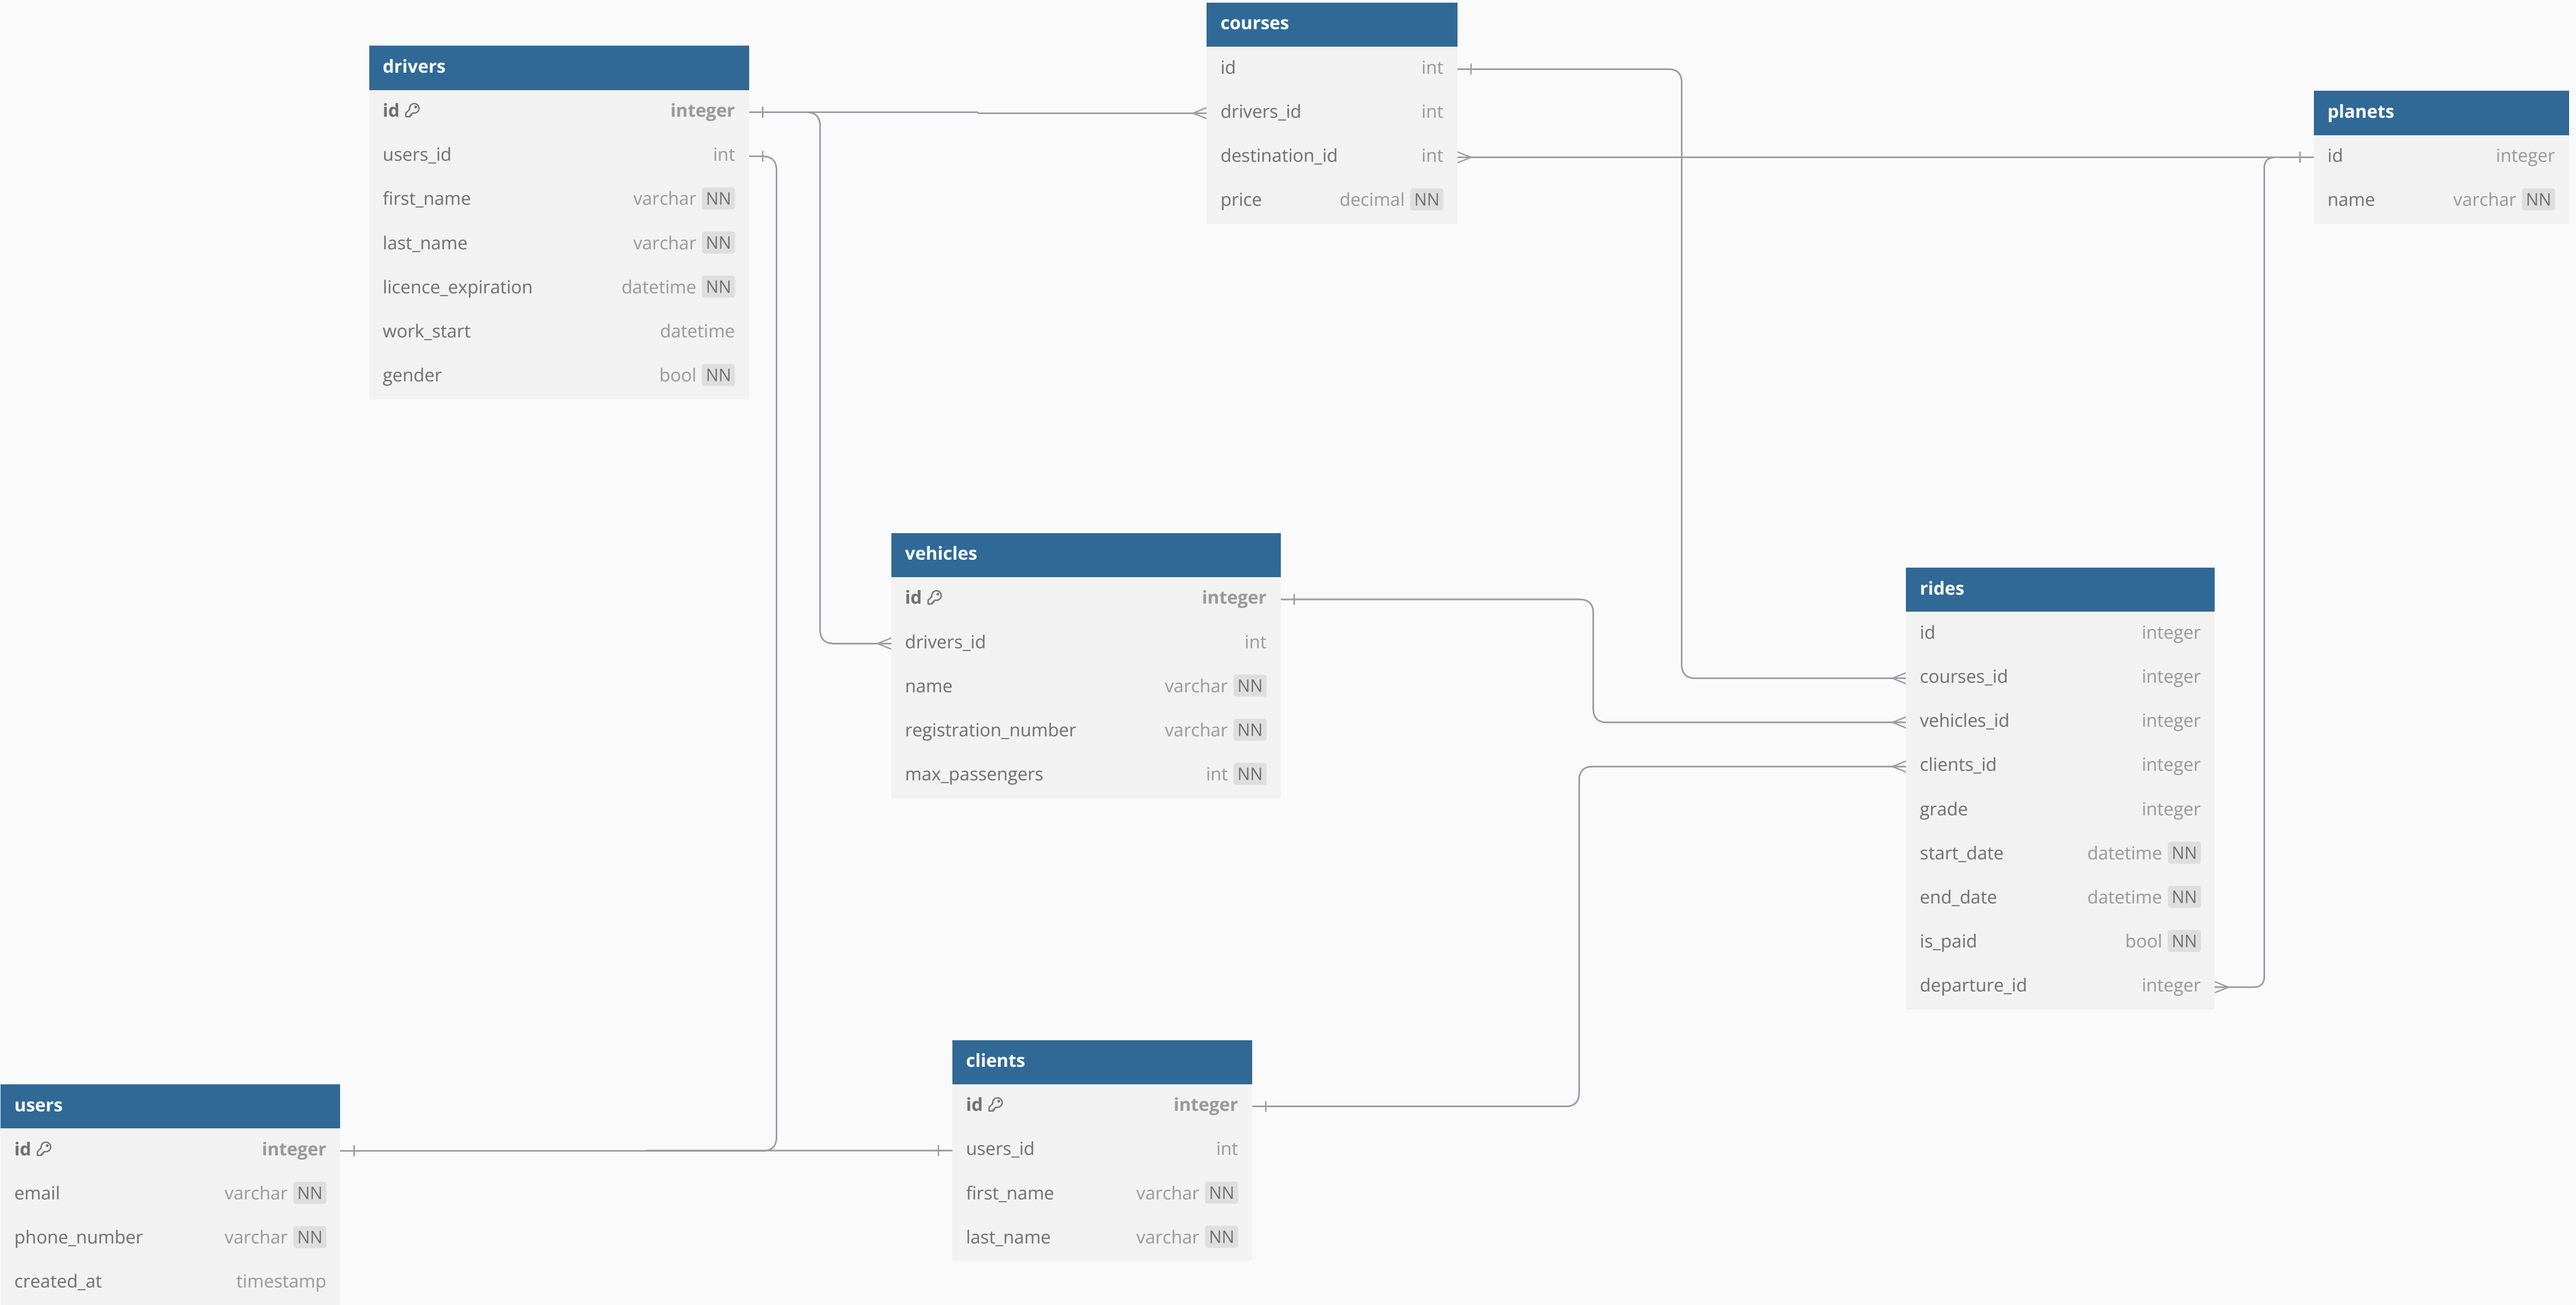 courses
id int
drivers_id int
destination_id int
price decimal NN
drivers
id integer
users_id int
first_name varchar NN
last_name varchar NN
licence_expiration datetime NN
work_start datetime
gender bool NN
planets
id integer
name varchar NN
vehicles
id integer
drivers_id int
name varchar NN
registration_number varchar NN
max_passengers int NN
rides
id integer
courses_id integer
vehicles_id integer
clients_id integer
grade integer
start_date datetime NN
end_date datetime NN
is_paid bool NN
departure_id integer
clients
id integer
users_id int
first_name varchar NN
last_name varchar NN
users
id integer
email varchar NN
phone_number varchar NN
created_at timestamp